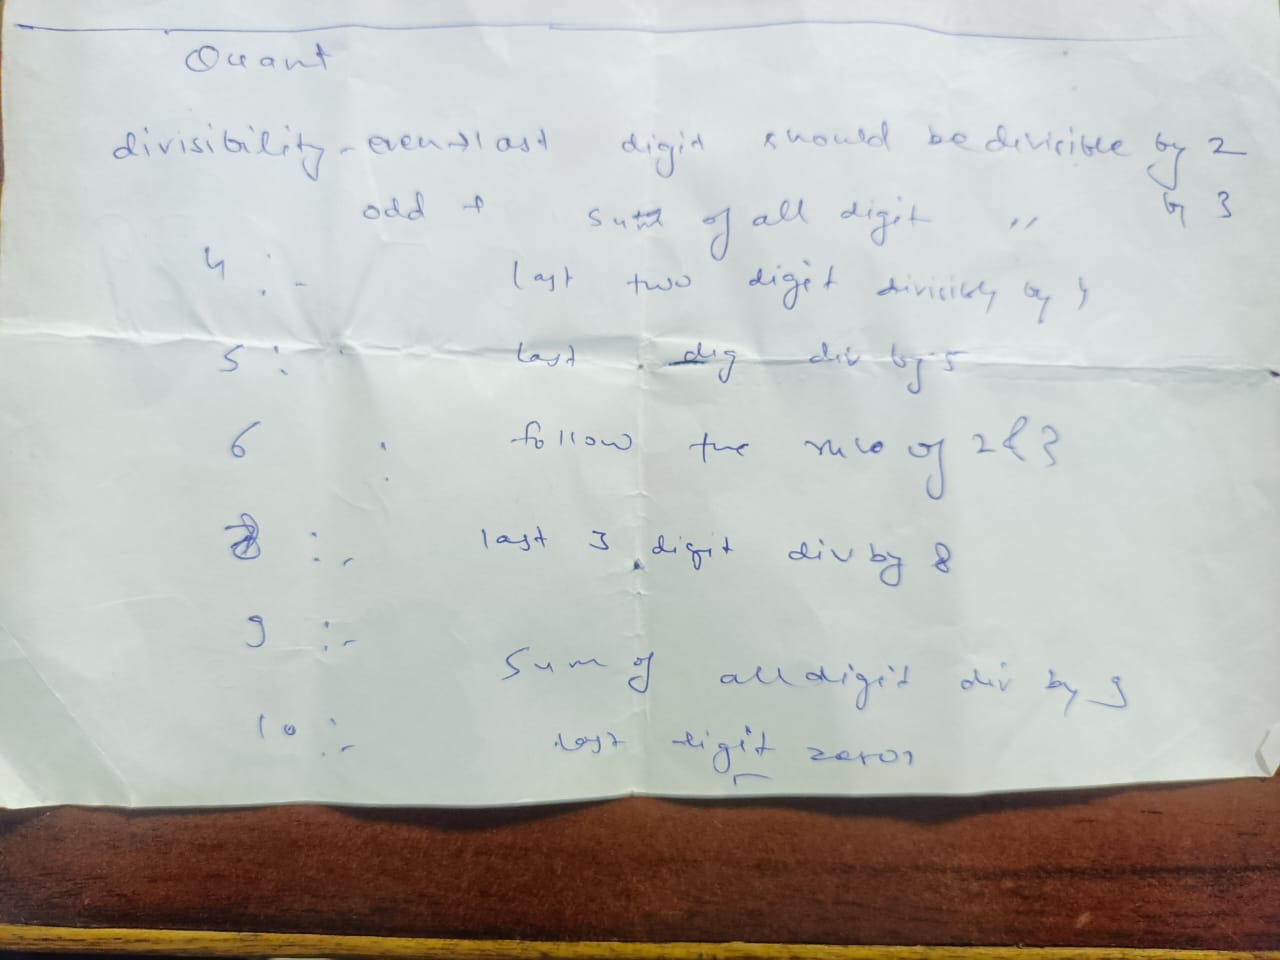 Quant
divisibility - even → last digit should be divisible by 2
odd → sum of all digit " by 3
4 :- last two digit divisibly by 4
5 : last dig div by 5
6 : follow the rule of 2 & 3
8 :- last 3 digit div by 8
9 :- sum of all digit div by 9
10 :- last digit zero